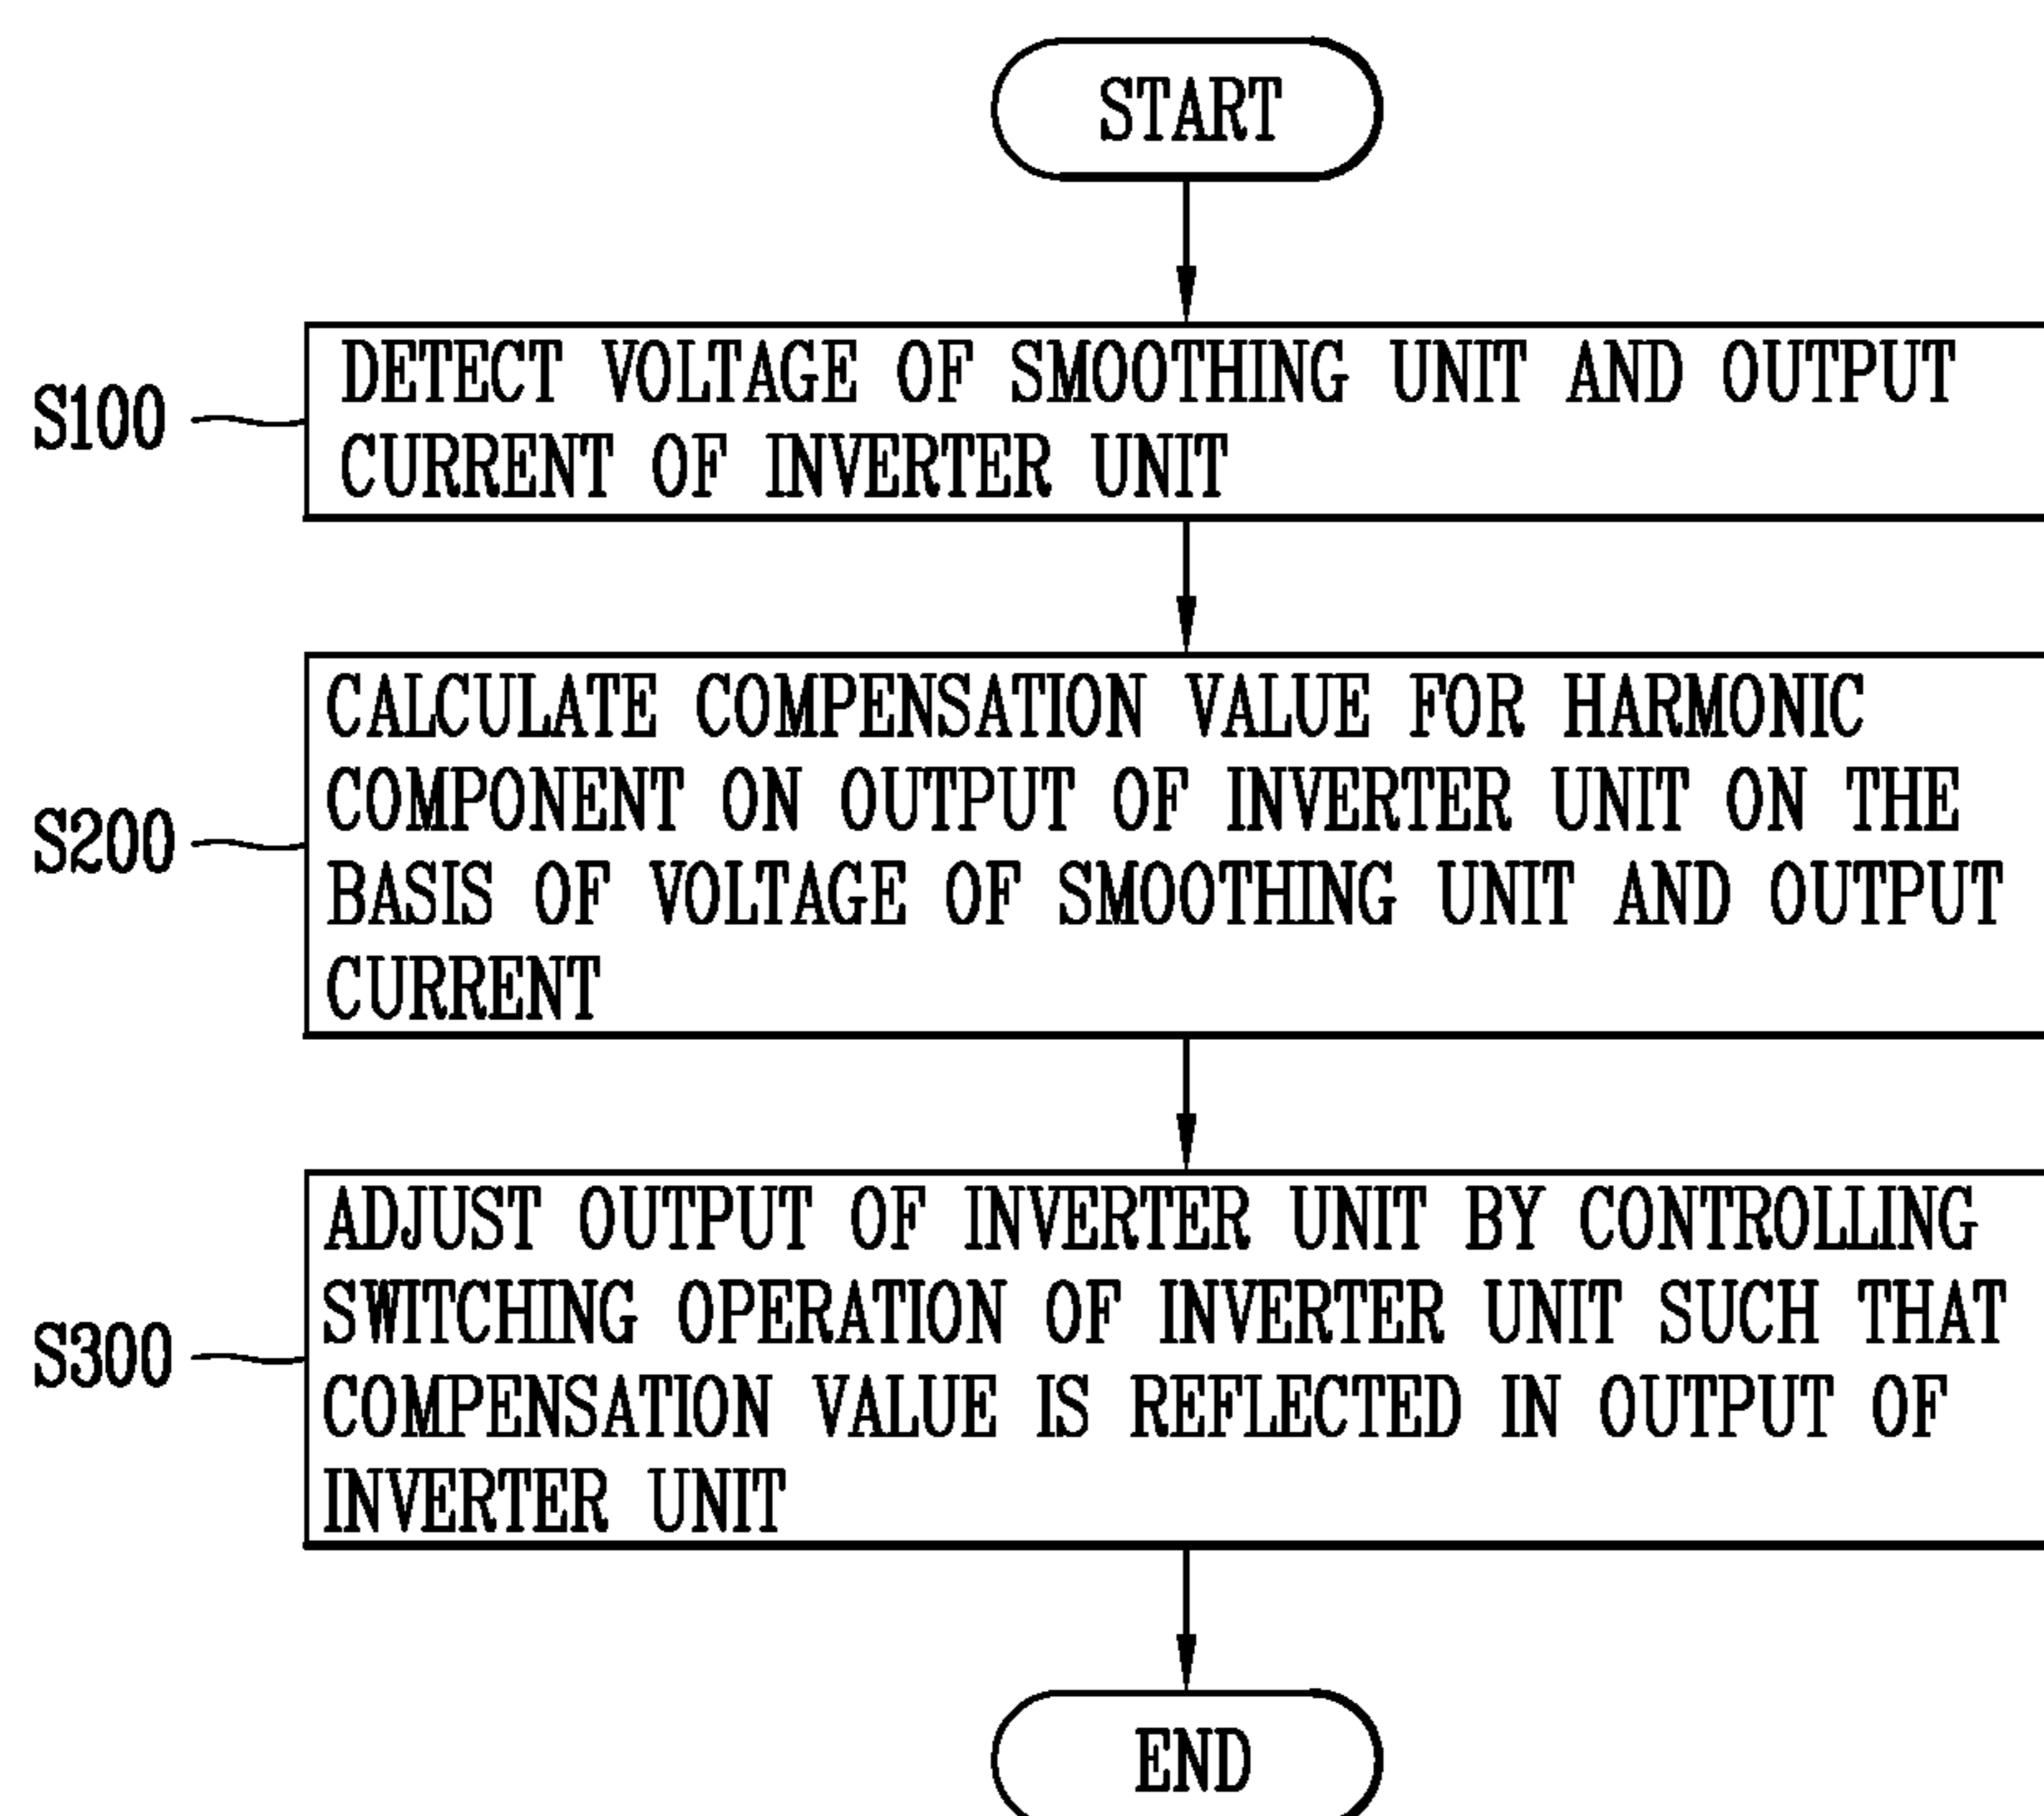 START
S100
DETECT VOLTAGE OF SMOOTHING UNIT AND OUTPUT
CURRENT OF INVERTER UNIT
S200
CALCULATE COMPENSATION VALUE FOR HARMONIC
COMPONENT ON OUTPUT OF INVERTER UNIT ON THE
BASIS OF VOLTAGE OF SMOOTHING UNIT AND OUTPUT
CURRENT
S300
ADJUST OUTPUT OF INVERTER UNIT BY CONTROLLING
SWITCHING OPERATION OF INVERTER UNIT SUCH THAT
COMPENSATION VALUE IS REFLECTED IN OUTPUT OF
INVERTER UNIT
END